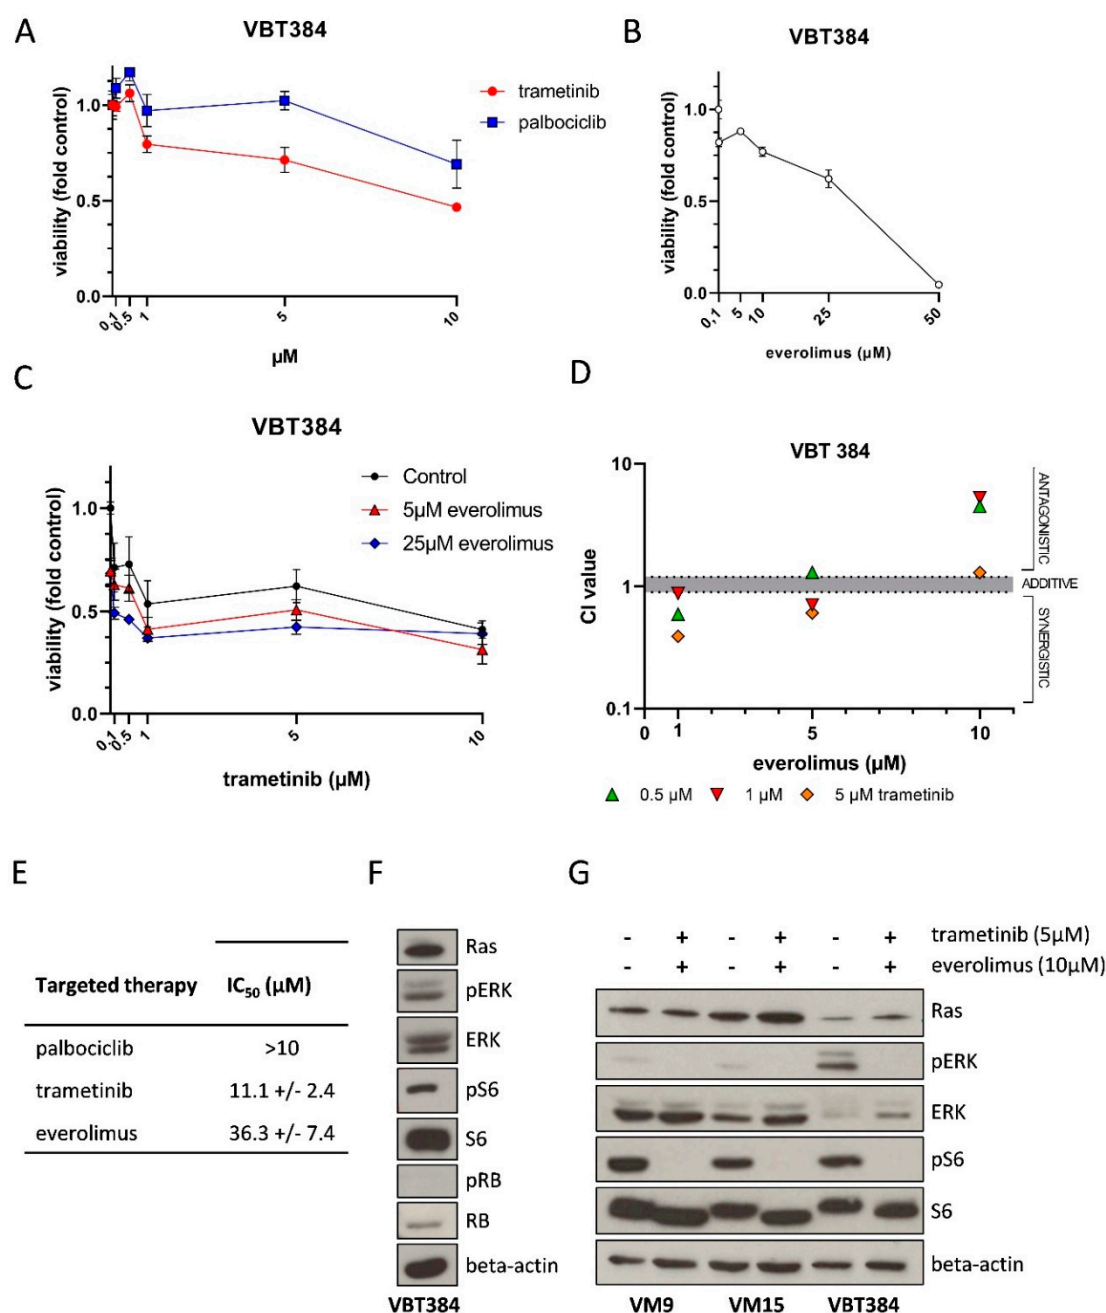 A
VBT384
viability (fold control)
1.0
0.5
0.0
0,1
0.5
1
5
10
µM
trametinib
palbociclib
B
VBT384
viability (fold control)
1.0
0.5
0.0
0,1
5
10
25
50
everolimus (µM)
C
VBT384
viability (fold control)
1.0
0.5
0.0
0.5
1
5
10
trametinib (µM)
Control
5µM everolimus
25µM everolimus
D
VBT 384
CI value
10
1
0.1
0 1 5 10
everolimus (µM)
ANTAGONISTIC
ADDITIVE
SYNERGISTIC
0.5 µM 1 µM 5 µM trametinib
E
Targeted therapy IC50 (µM)
palbociclib >10
trametinib 11.1 +/- 2.4
everolimus 36.3 +/- 7.4
F
Ras
pERK
ERK
pS6
S6
pRB
RB
beta-actin
VBT384
G
- + - + - + trametinib (5µM)
- + - + - + everolimus (10µM)
Ras
pERK
ERK
pS6
S6
beta-actin
VM9 VM15 VBT384